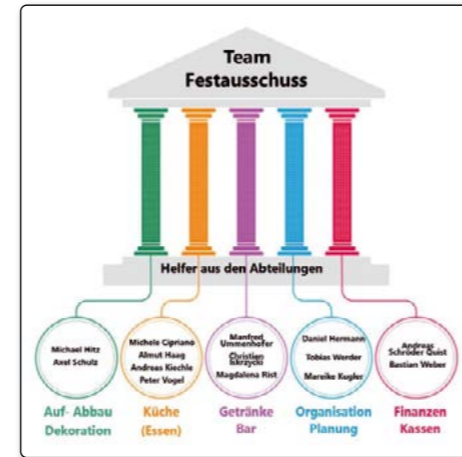 Team
Festausschuss
Helfer aus den Abteilungen
Michael Hitz
Axel Schulz
Auf- Abbau
Dekoration
Michele Cipriano
Almut Haag
Andreas Kiechle
Peter Vogel
Küche
(Essen)
Manfred
Ummenhofer
Christian
Iskrzycki
Magdalena Rist
Getränke
Bar
Daniel Hermann
Tobias Werder
Mareike Kugler
Organisation
Planung
Andreas
Schröder Quist
Bastian Weber
Finanzen
Kassen